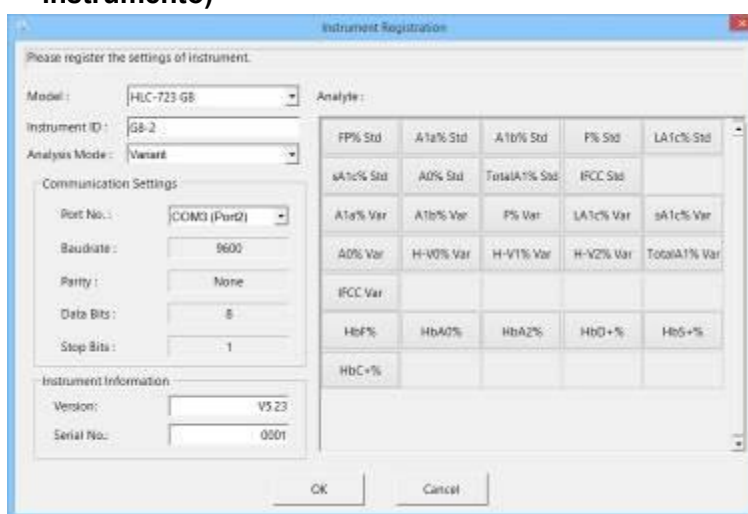 instrumento)
Instrument Registration
Please register the settings of instrument.
Model :
HLC-723 G8
Instrument ID :
G8-2
Analysis Mode :
Variant
Communication Settings
Port No. :
COM3 (Port2)
Baudrate :
9600
Parity :
None
Data Bits :
8
Stop Bits :
1
Instrument Information
Version:
V5.23
Serial No.:
0001
Analyte :
FP% Std A1a% Std A1b% Std F% Std LA1c% Std
sA1c% Std A0% Std TotalA1% Std IFCC Std
A1a% Var A1b% Var F% Var LA1c% Var sA1c% Var
A0% Var H-V0% Var H-V1% Var H-V2% Var TotalA1% Var
IFCC Var
HbF% HbA0% HbA2% HbD+% HbS+%
HbC+%
OK Cancel